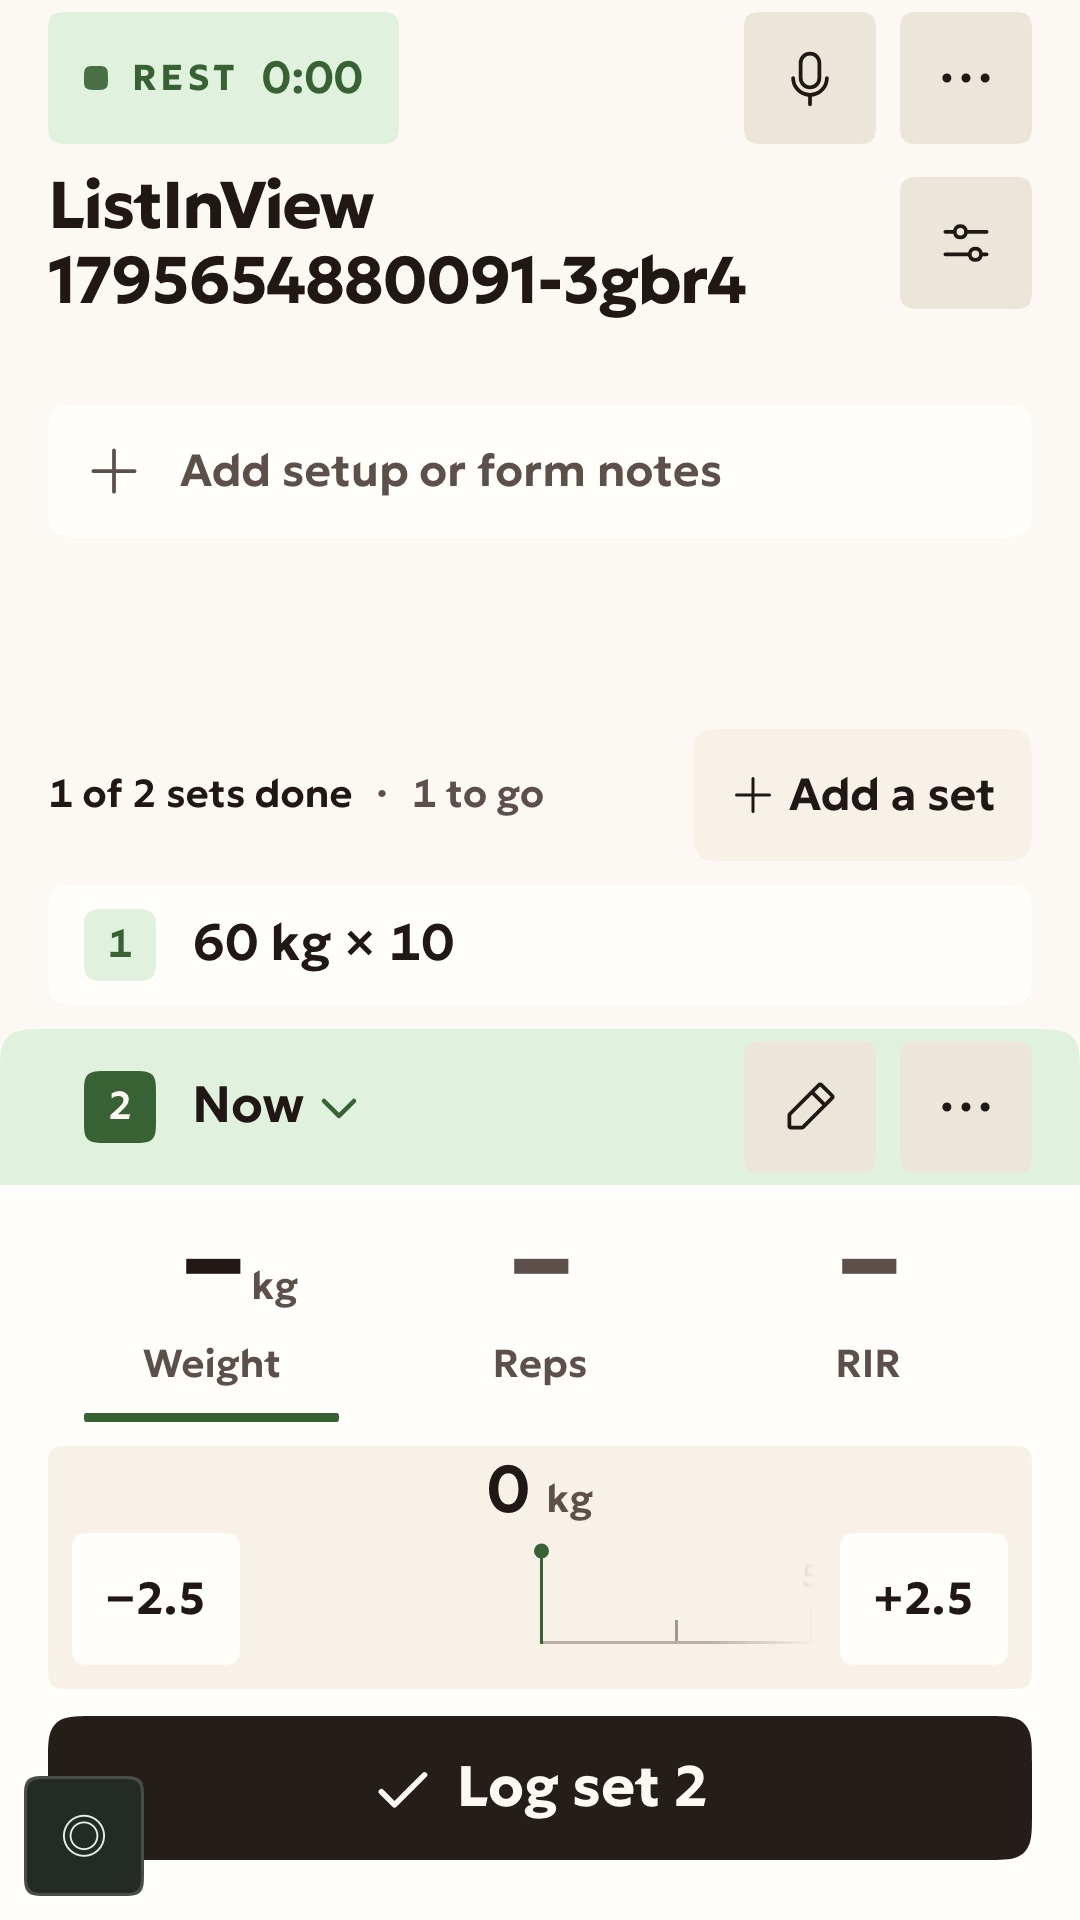 REST 0:00
ListInView
1795654880091-3gbr4
Add setup or form notes
1 of 2 sets done · 1 to go
Add a set
1 60 kg × 10
2 Now
– kg – –
Weight Reps RIR
0 kg
−2.5 5 +2.5
Log set 2